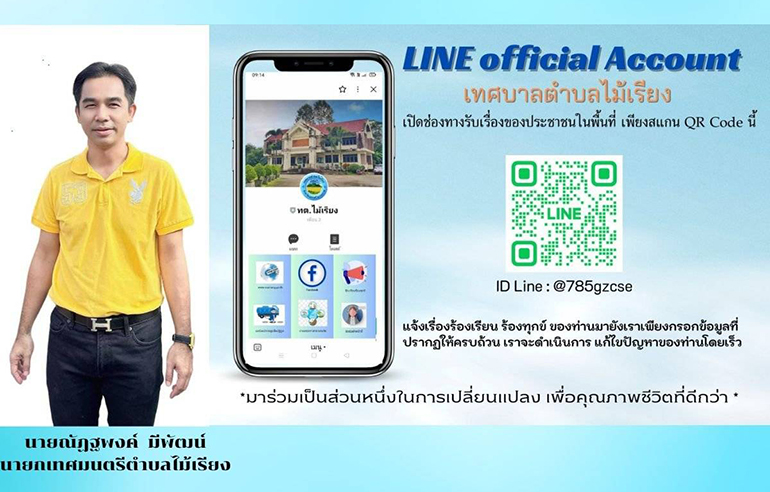 LINE official Account
เทศบาลตำบลไม้เรียง
เปิดช่องทางรับเรื่องของประชาชนในพื้นที่ เพียงสแกน QR Code นี้
09:14
ทต.ไม้เรียง
LINE
ID Line : @785gzcse
แจ้งเรื่องร้องเรียน ร้องทุกข์ ของท่านมายังเราเพียงกรอกข้อมูลที่
ปรากฏให้ครบถ้วน เราจะดำเนินการ แก้ไขปัญหาของท่านโดยเร็ว
เมนู
*มาร่วมเป็นส่วนหนึ่งในการเปลี่ยนแปลง เพื่อคุณภาพชีวิตที่ดีกว่า *
นายณัฏฐพงศ์ มีพัฒน์
นายกเทศมนตรีตำบลไม้เรียง